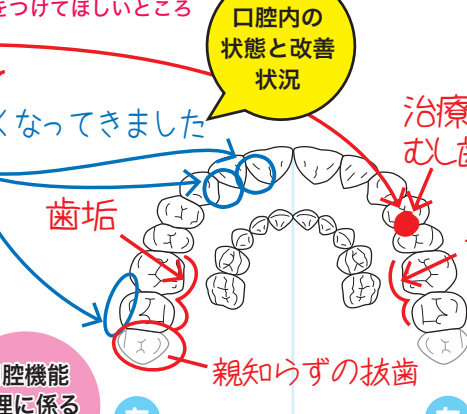 をつけてほしいところ
口腔内の
状態と改善
状況
くなってきました
治療
むし歯
歯垢
親知らずの抜歯
腔機能
理に係る